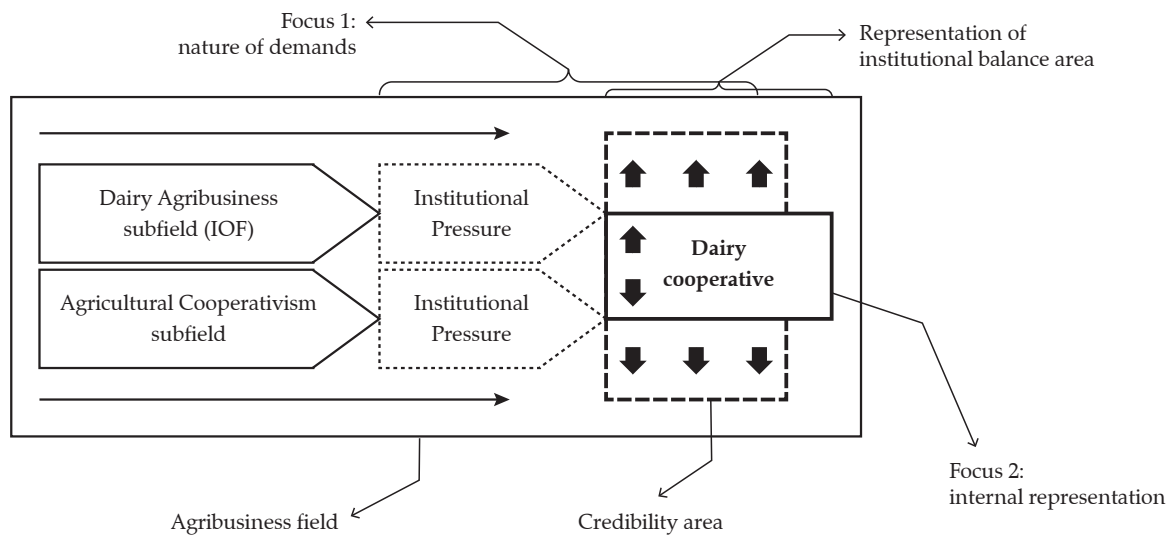 Focus 1:
nature of demands
Representation of
institutional balance area
Dairy Agribusiness
subfield (IOF)
Institutional
Pressure
Dairy
cooperative
Agricultural Cooperativism
subfield
Institutional
Pressure
Focus 2:
internal representation
Agribusiness field
Credibility area